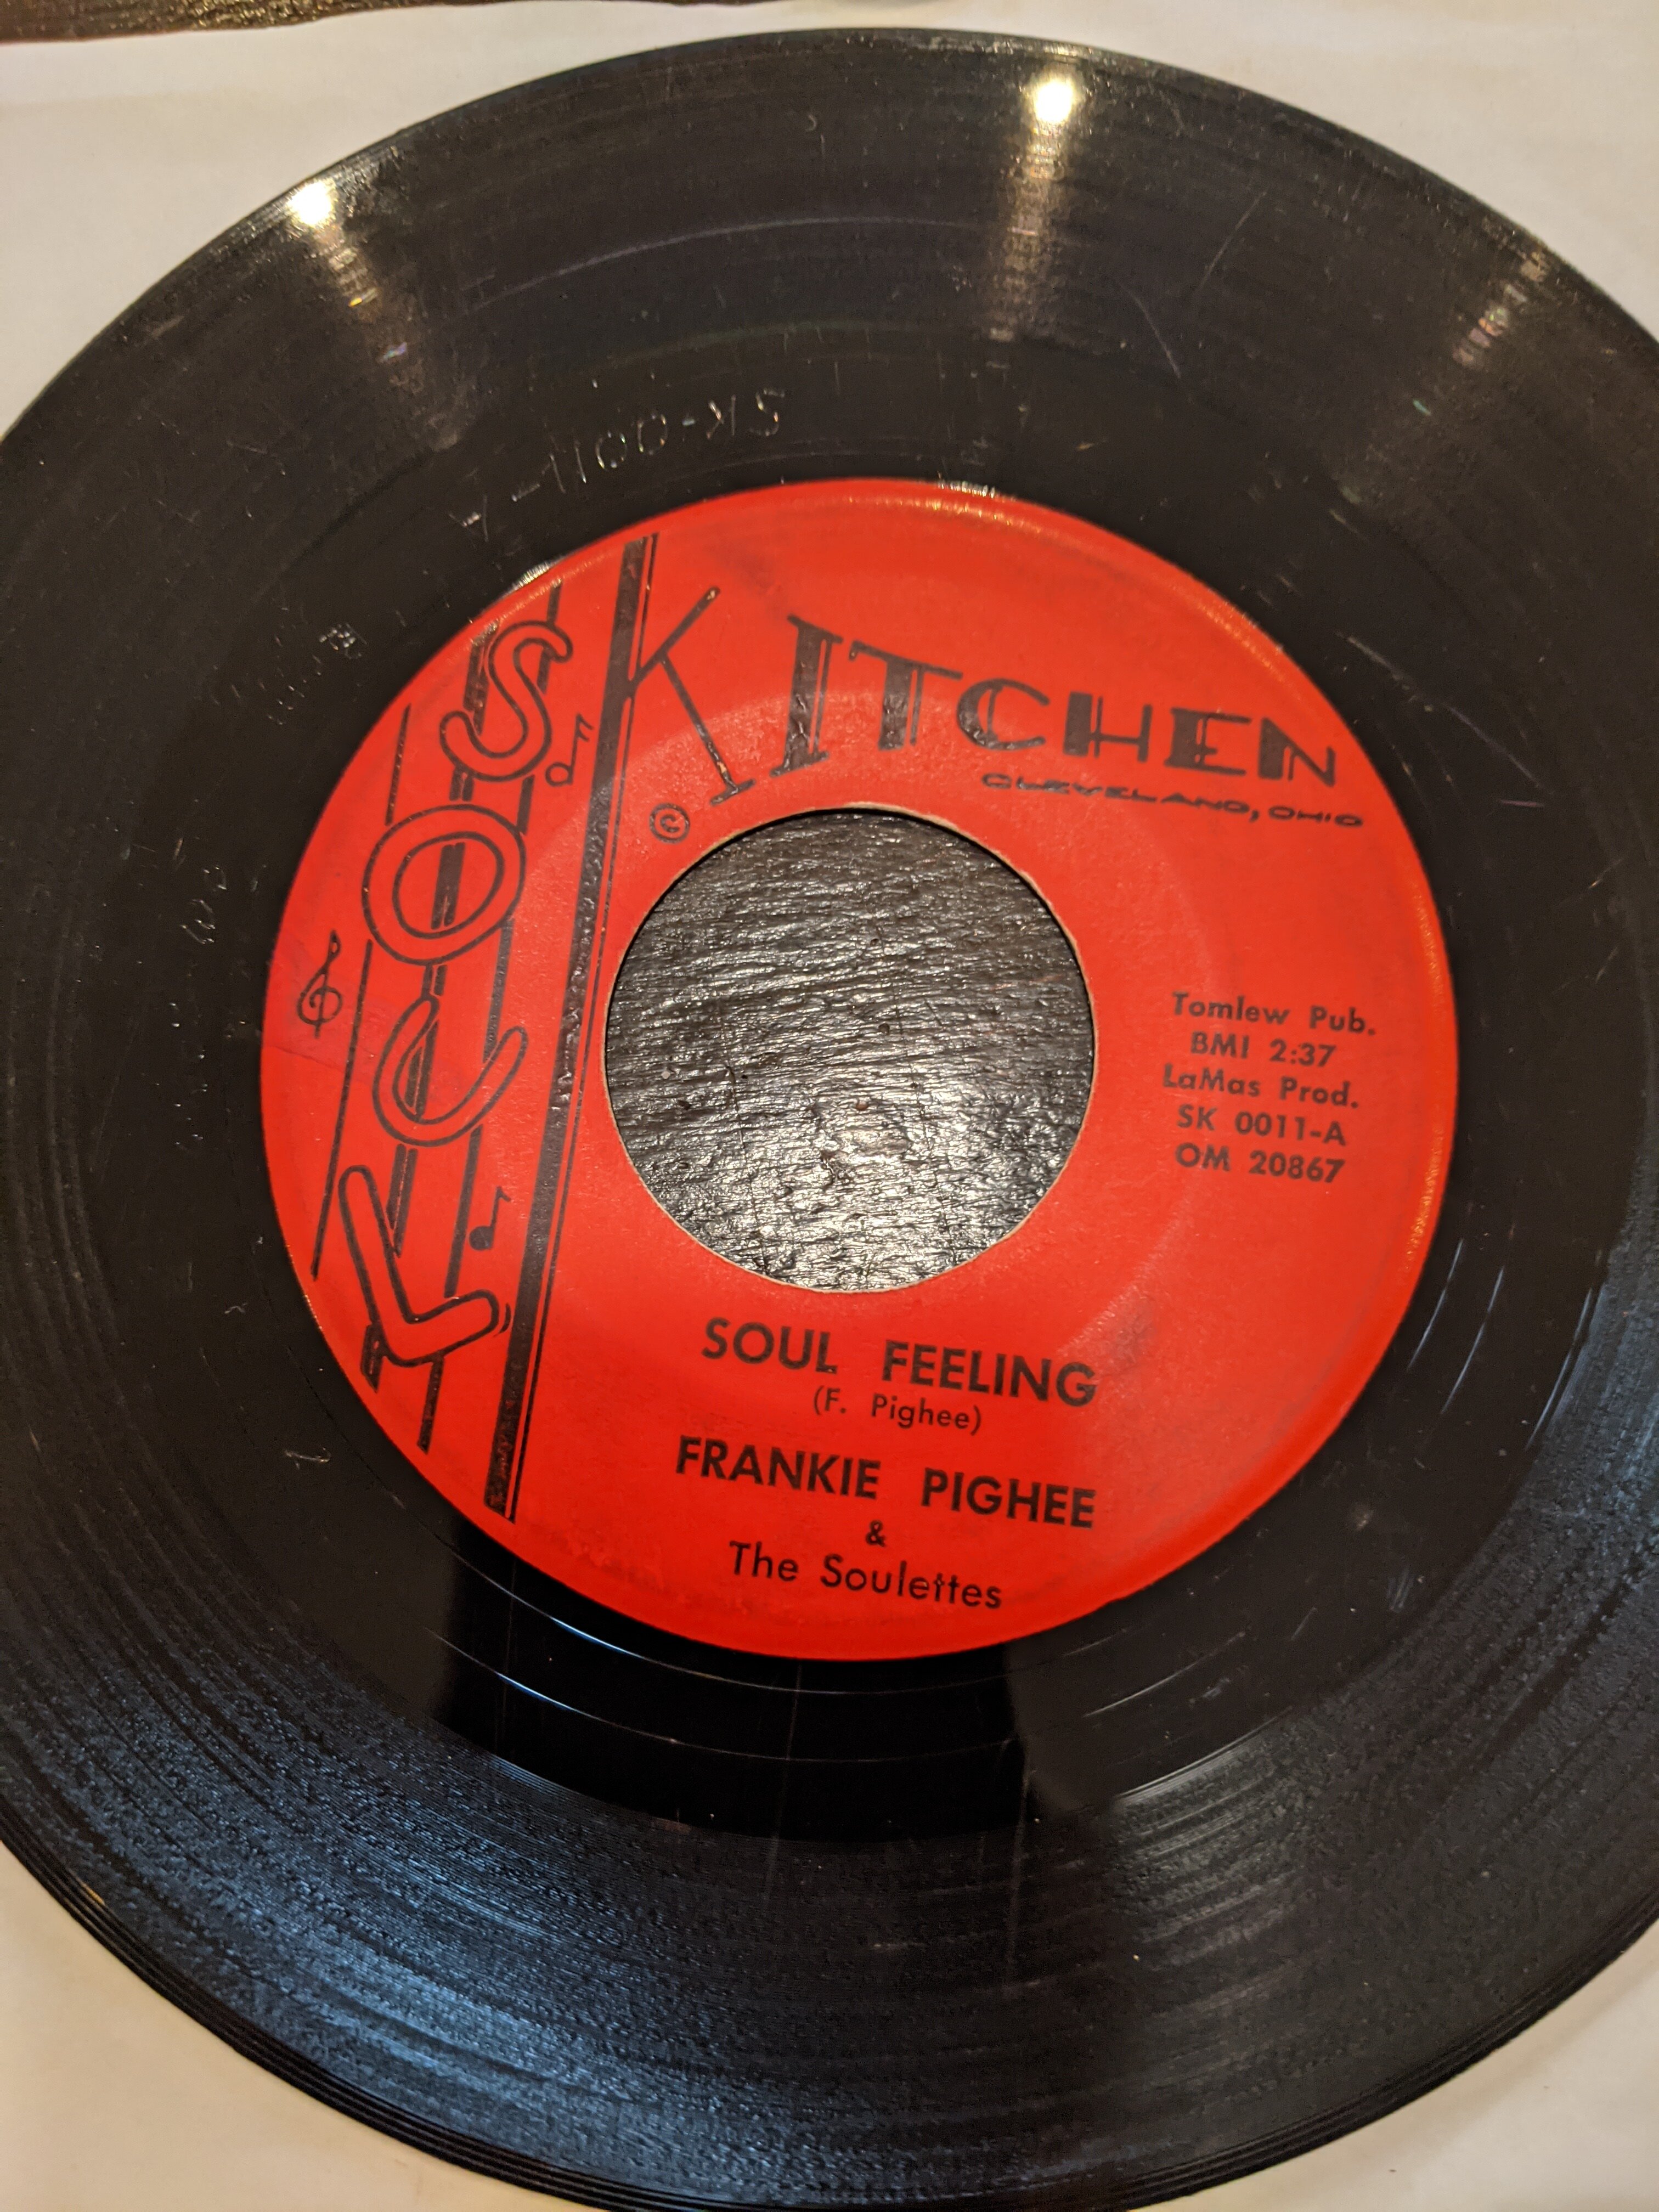 SOUL
KITCHEN
CLEVELAND, OHIO
©
Tomlew Pub.
BMI 2:37
LaMas Prod.
SK 0011-A
OM 20867
SOUL FEELING
(F. Pighee)
FRANKIE PIGHEE
&
The Soulettes
SK-0011-A